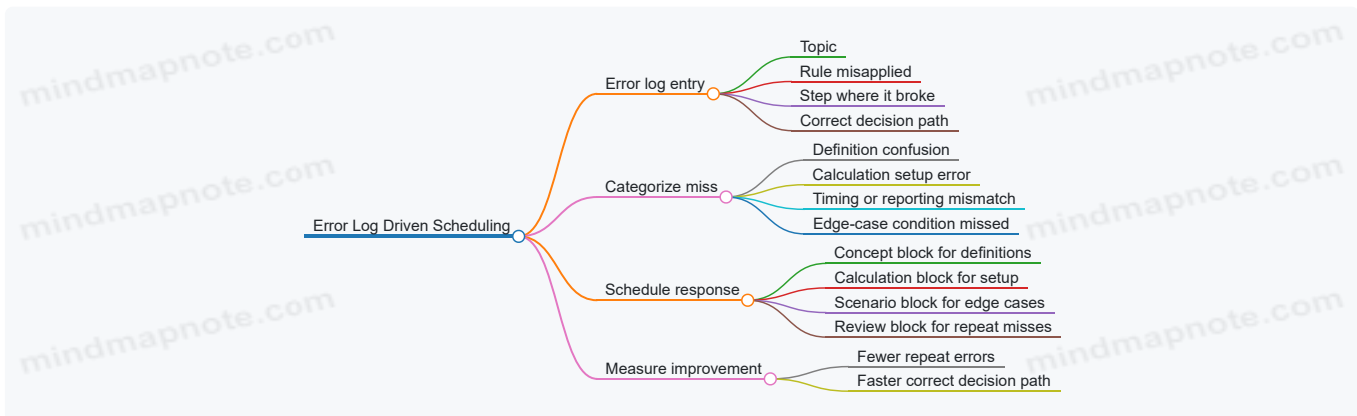 mindmapnote.com
mindmapnote.com
Topic
Error log entry
Rule misapplied
Step where it broke
Correct decision path
Definition confusion
mindmapnote.com
mindmapnote.com
Categorize miss
Calculation setup error
Timing or reporting mismatch
Edge-case condition missed
Error Log Driven Scheduling
Concept block for definitions
Schedule response
Calculation block for setup
Scenario block for edge cases
Review block for repeat misses
mindmapnote.com
mindmapnote.com
Measure improvement
Fewer repeat errors
Faster correct decision path